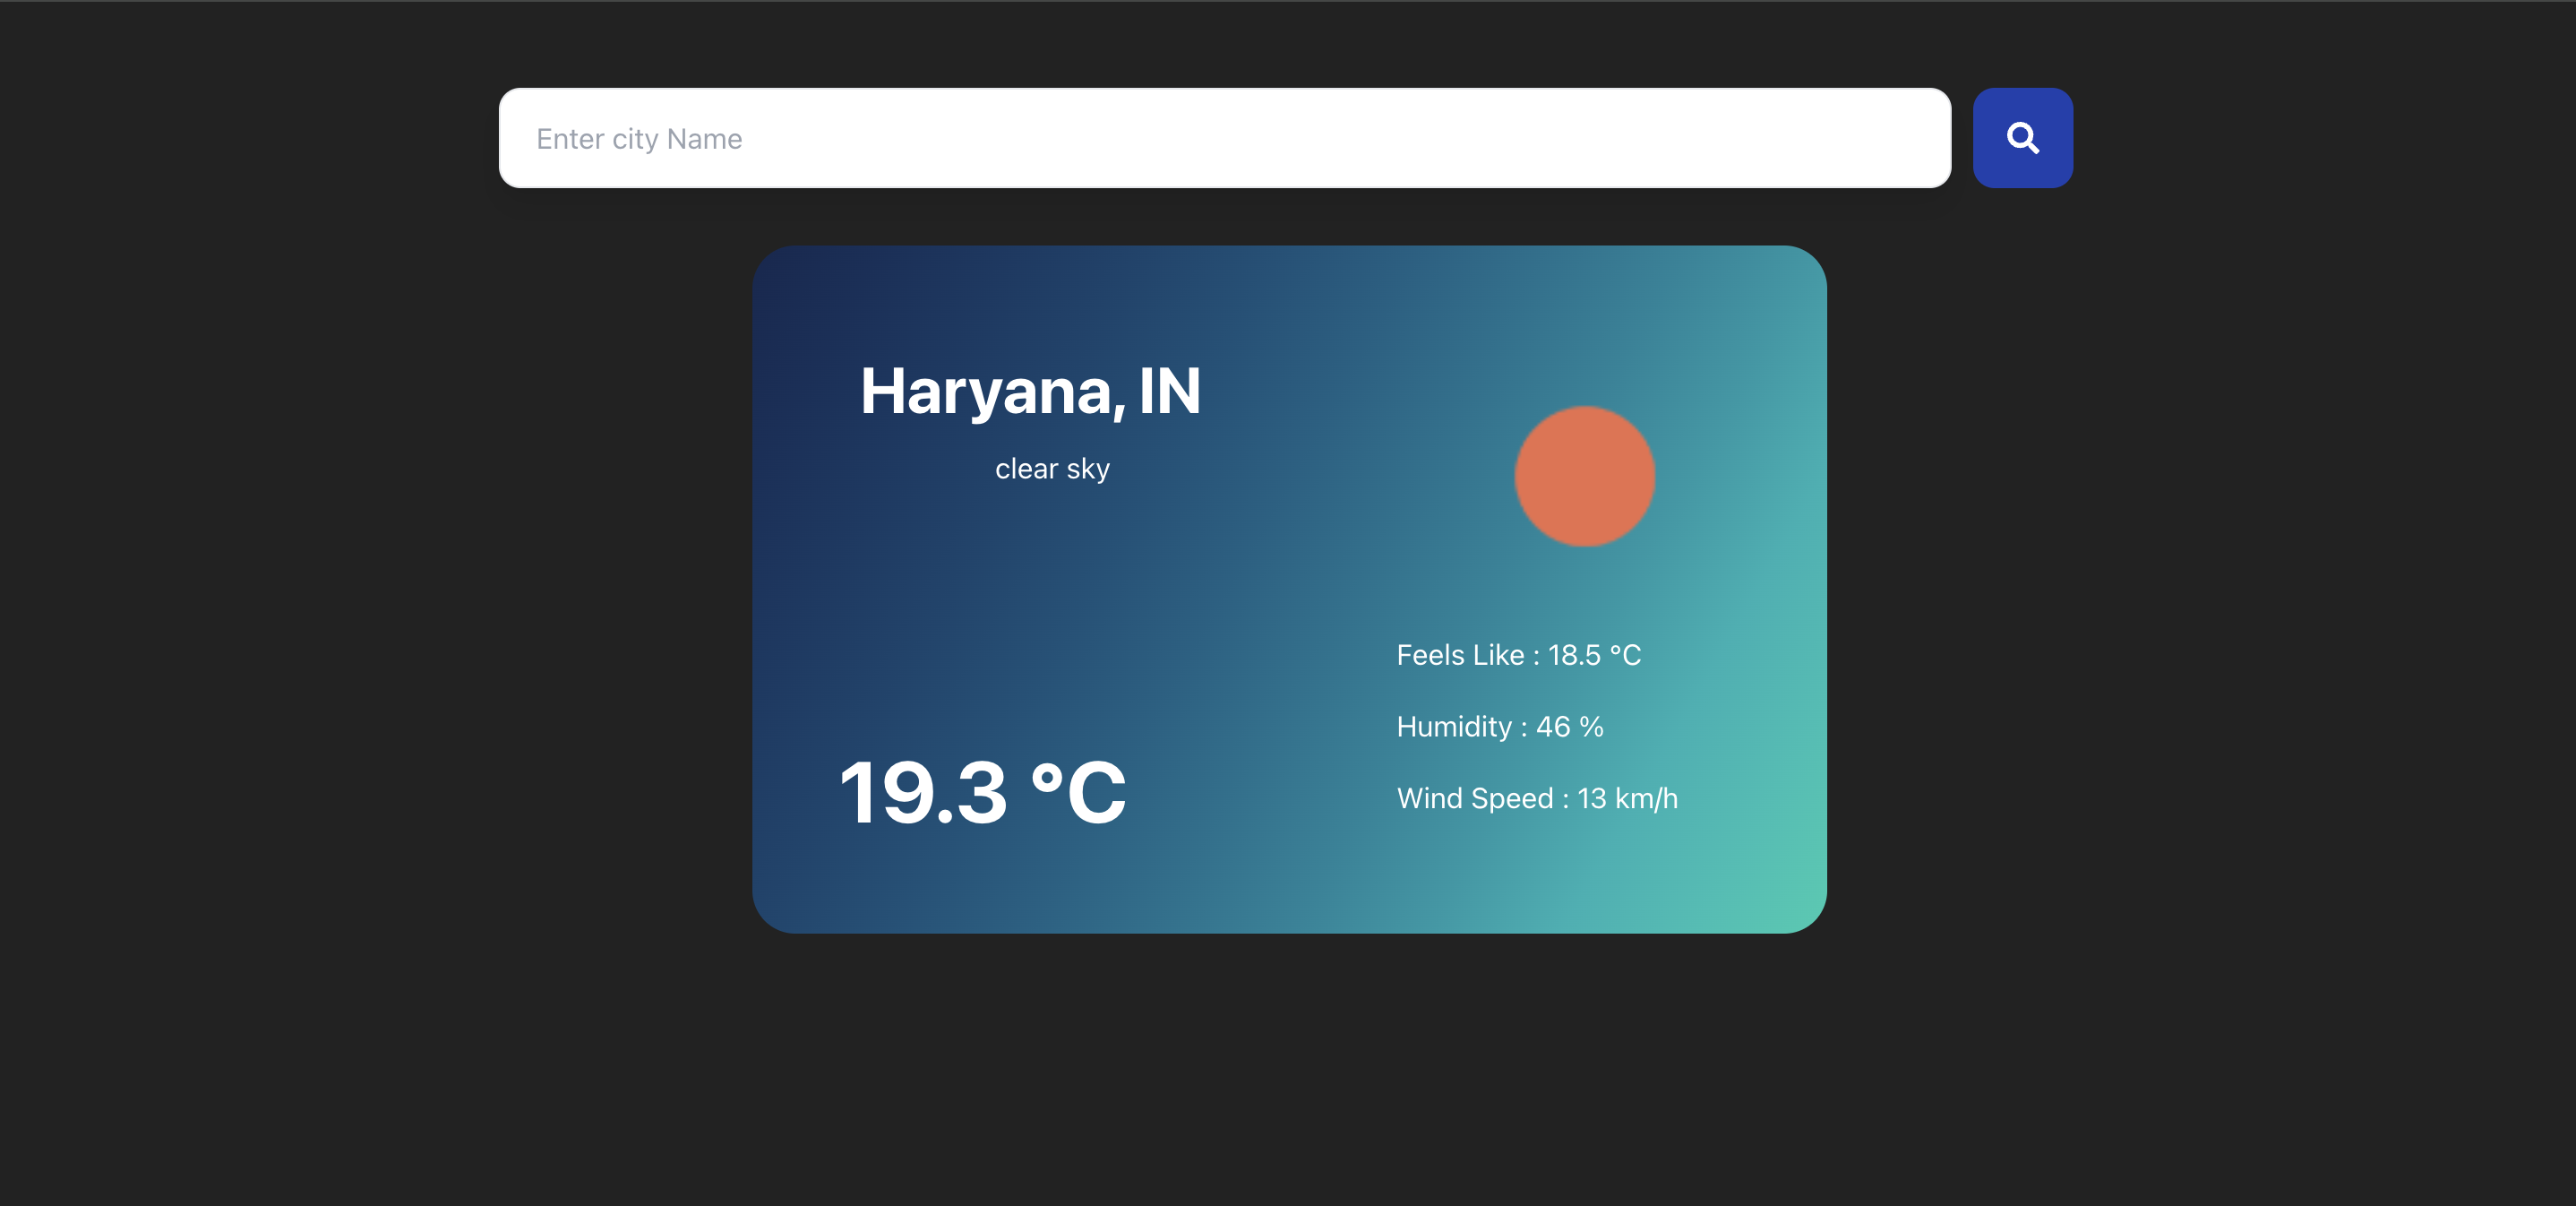 Enter city Name
Haryana, IN
clear sky
19.3 °C
Feels Like : 18.5 °C
Humidity : 46 %
Wind Speed : 13 km/h